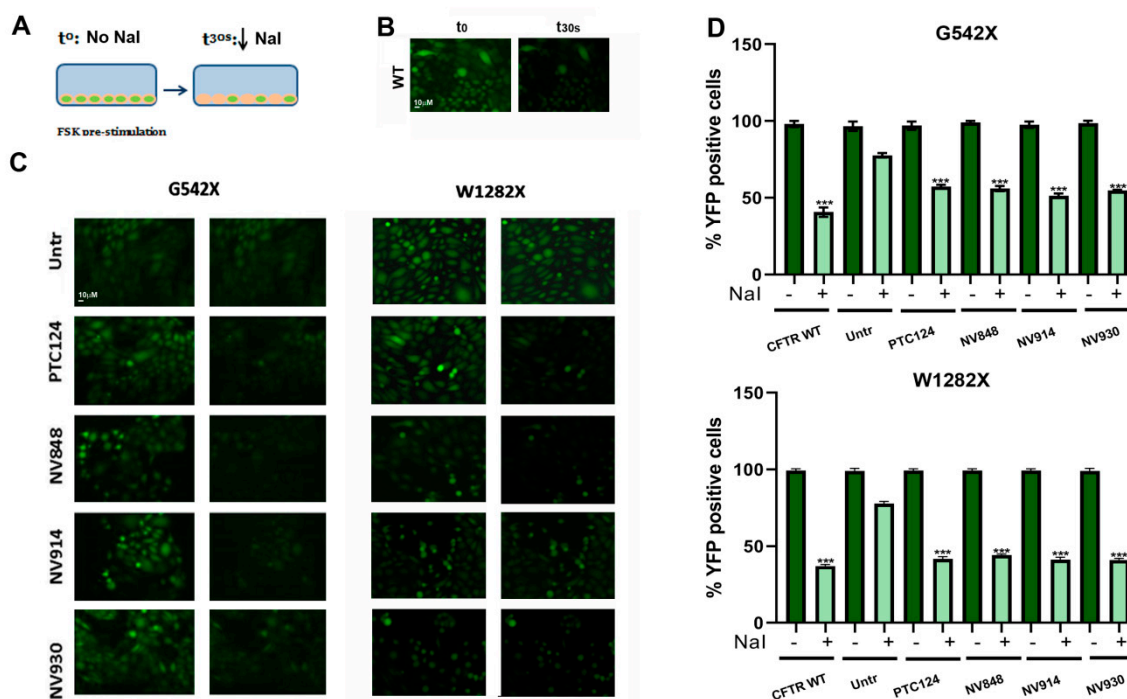 A
t⁰: No NaI
t³⁰ˢ:↓ NaI
FSK pre-stimulation
B
t₀
t₃₀ₛ
WT
10μM
C
G542X
W1282X
Untr
10μM
PTC124
NV848
NV914
NV930
D
G542X
% YFP positive cells
150
100
50
0
***
***
***
***
***
NaI - + - + - + - + - + - +
CFTR WT Untr PTC124 NV848 NV914 NV930
W1282X
% YFP positive cells
150
100
50
0
***
***
***
***
***
NaI - + - + - + - + - + - +
CFTR WT Untr PTC124 NV848 NV914 NV930